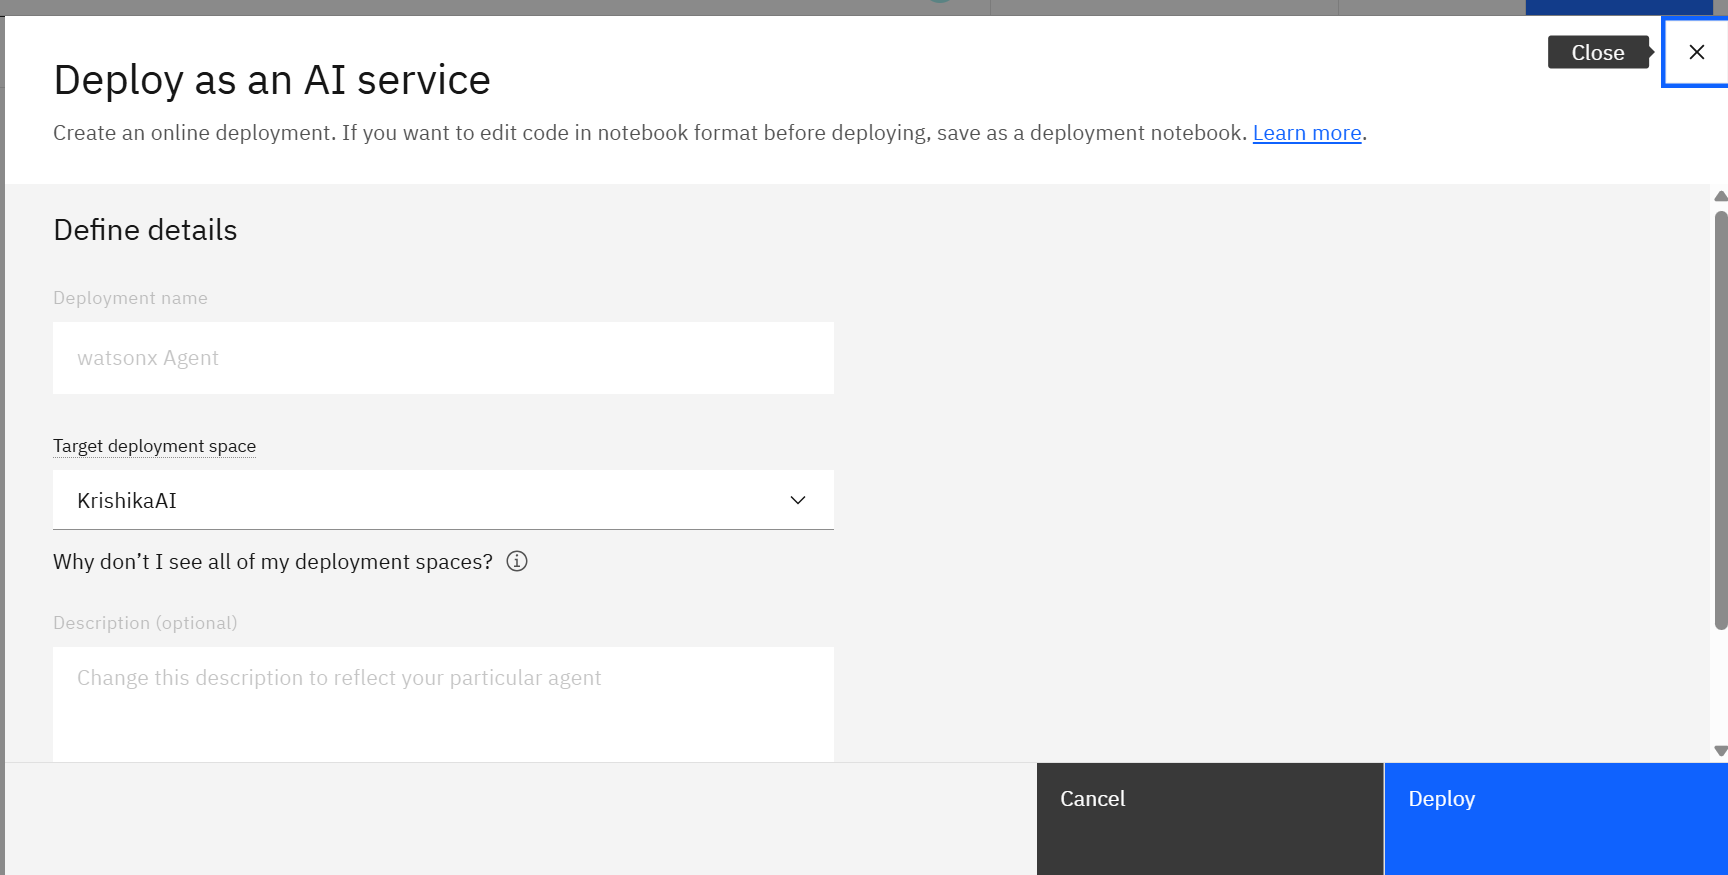 Close
Deploy as an AI service
Create an online deployment. If you want to edit code in notebook format before deploying, save as a deployment notebook. Learn more.
Define details
Deployment name
watsonx Agent
Target deployment space
KrishikaAI
Why don’t I see all of my deployment spaces?
Description (optional)
Change this description to reflect your particular agent
Cancel
Deploy